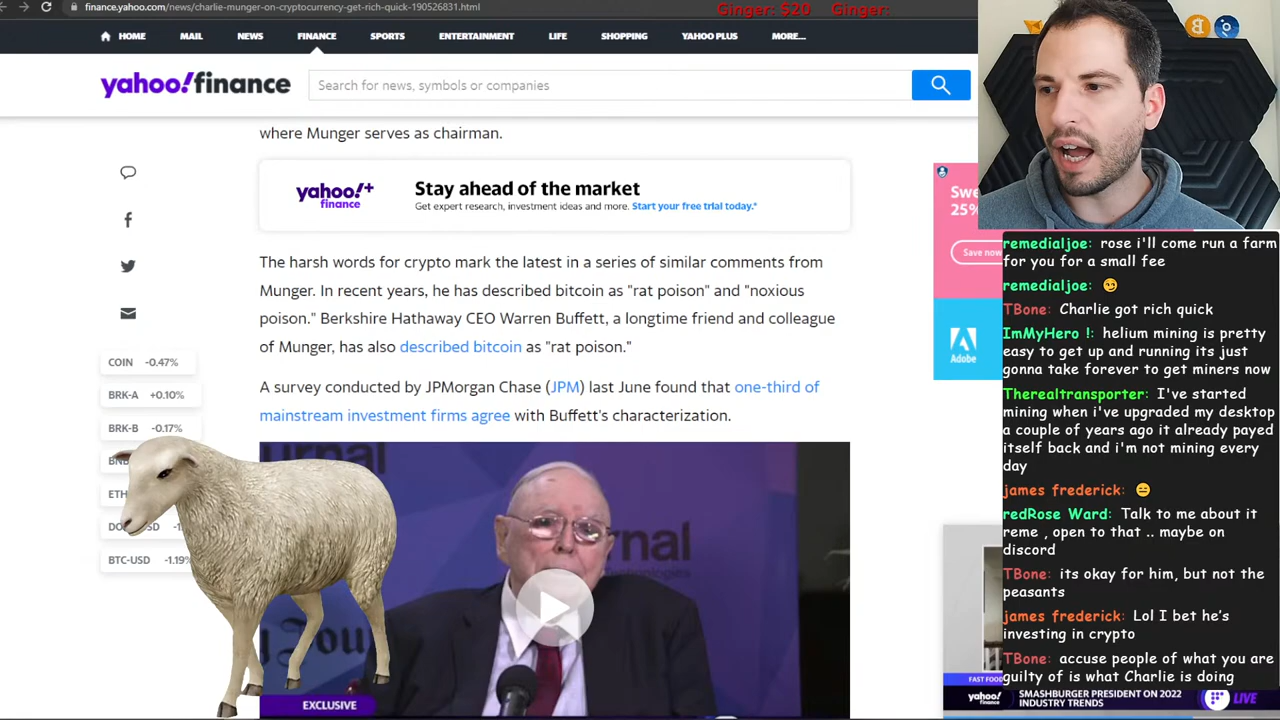 finance.yahoo.com/news/charlie-munger-on-cryptocurrency-get-rich-quick-190526831.html
Ginger: $20 Ginger:
HOME MAIL NEWS FINANCE SPORTS ENTERTAINMENT LIFE SHOPPING YAHOO PLUS MORE...
yahoo!finance
Search for news, symbols or companies
where Munger serves as chairman.
yahoo!+
finance
Stay ahead of the market
Get expert research, investment ideas and more. Start your free trial today.*
The harsh words for crypto mark the latest in a series of similar comments from
Munger. In recent years, he has described bitcoin as "rat poison" and "noxious
poison." Berkshire Hathaway CEO Warren Buffett, a longtime friend and colleague
of Munger, has also described bitcoin as "rat poison."
A survey conducted by JPMorgan Chase (JPM) last June found that one-third of
mainstream investment firms agree with Buffett's characterization.
COIN -0.47%
BRK-A +0.10%
BRK-B -0.17%
ETH
BTC-USD -1.19%
urnal
EXCLUSIVE
25%
Save now
Adobe
remedialjoe: rose i'll come run a farm
for you for a small fee
remedialjoe: 😏
TBone: Charlie got rich quick
ImMyHero !: helium mining is pretty
easy to get up and running its just
gonna take forever to get miners now
Therealtransporter: I've started
mining when i've upgraded my desktop
a couple of years ago it already payed
itself back and i'm not mining every
day
james frederick: 😑
redRose Ward: Talk to me about it
reme , open to that .. maybe on
discord
TBone: its okay for him, but not the
peasants
james frederick: Lol I bet he's
investing in crypto
TBone: accuse people of what you are
guilty of is what Charlie is doing
FAST FOOD
yahoo!
finance
SMASHBURGER PRESIDENT ON 2022
INDUSTRY TRENDS
LIVE